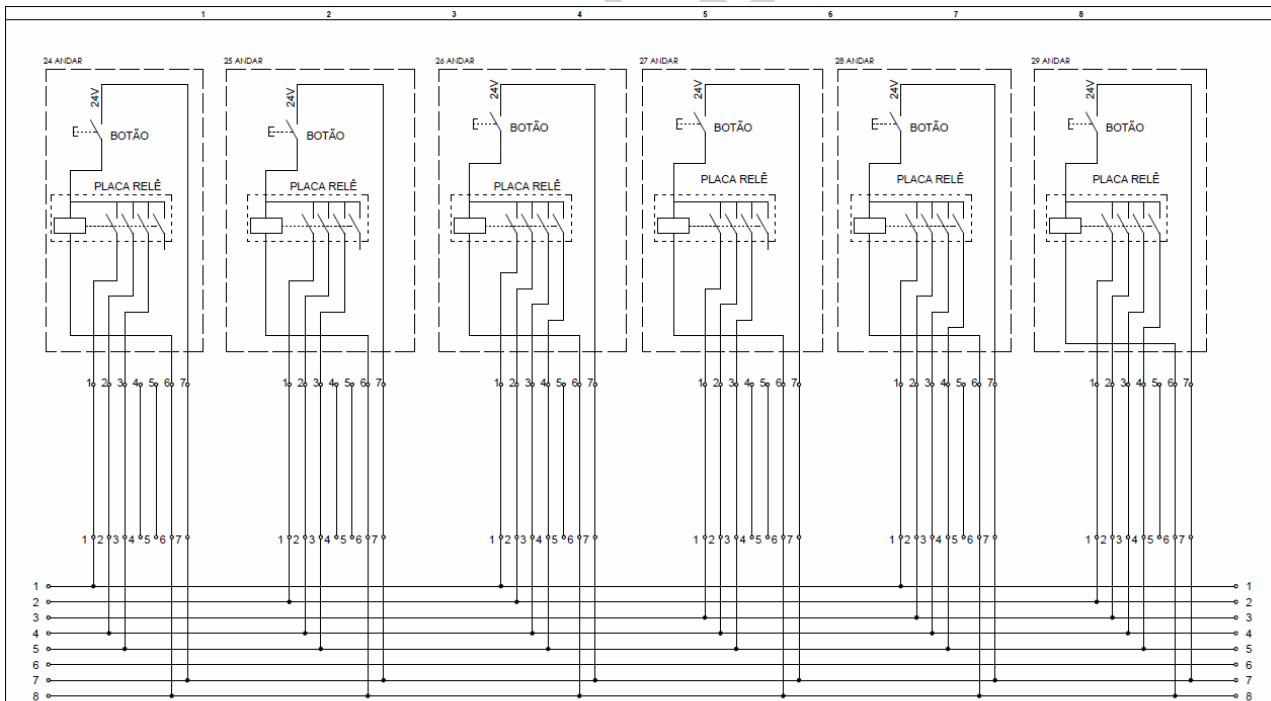 1 2 3 4 5 6 7 8
24 ANDAR 25 ANDAR 26 ANDAR 27 ANDAR 28 ANDAR 29 ANDAR
24V 24V 24V 24V 24V 24V
BOTÃO BOTÃO BOTÃO BOTÃO BOTÃO BOTÃO
PLACA RELÊ PLACA RELÊ PLACA RELÊ PLACA RELÊ PLACA RELÊ PLACA RELÊ
1 2 3 4 5 6 7 1 2 3 4 5 6 7 1 2 3 4 5 6 7 1 2 3 4 5 6 7 1 2 3 4 5 6 7 1 2 3 4 5 6 7
1 2 3 4 5 6 7 1 2 3 4 5 6 7 1 2 3 4 5 6 7 1 2 3 4 5 6 7 1 2 3 4 5 6 7 1 2 3 4 5 6 7
1 1
2 2
3 3
4 4
5 5
6 6
7 7
8 8